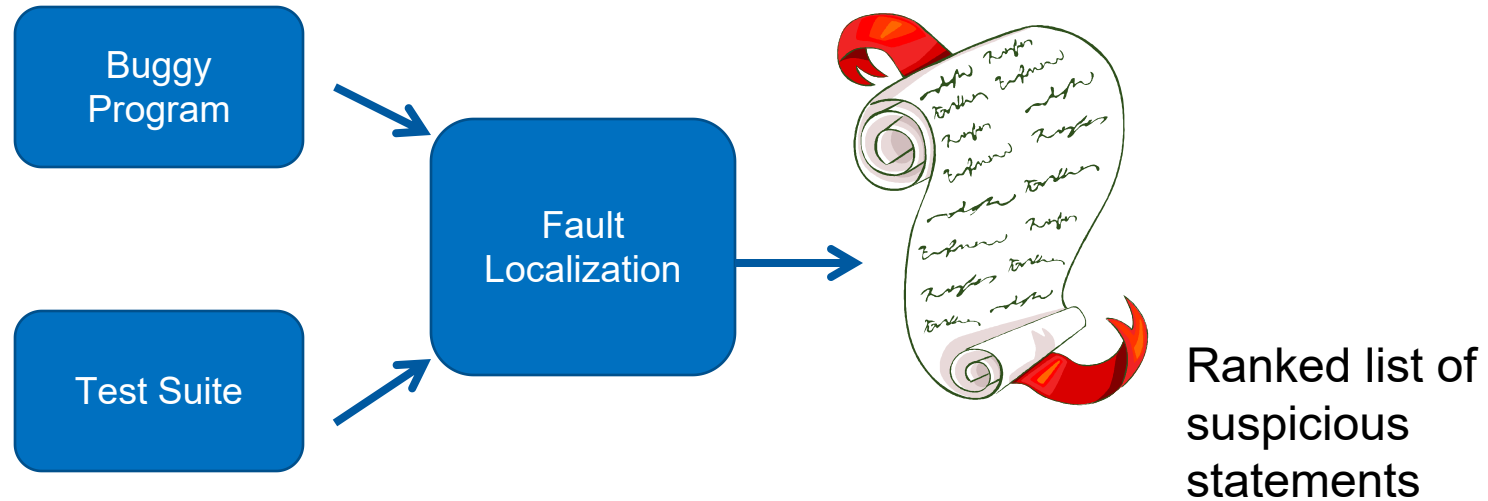 Buggy
Program
Fault
Localization
Test Suite
Ranked list of
suspicious
statements